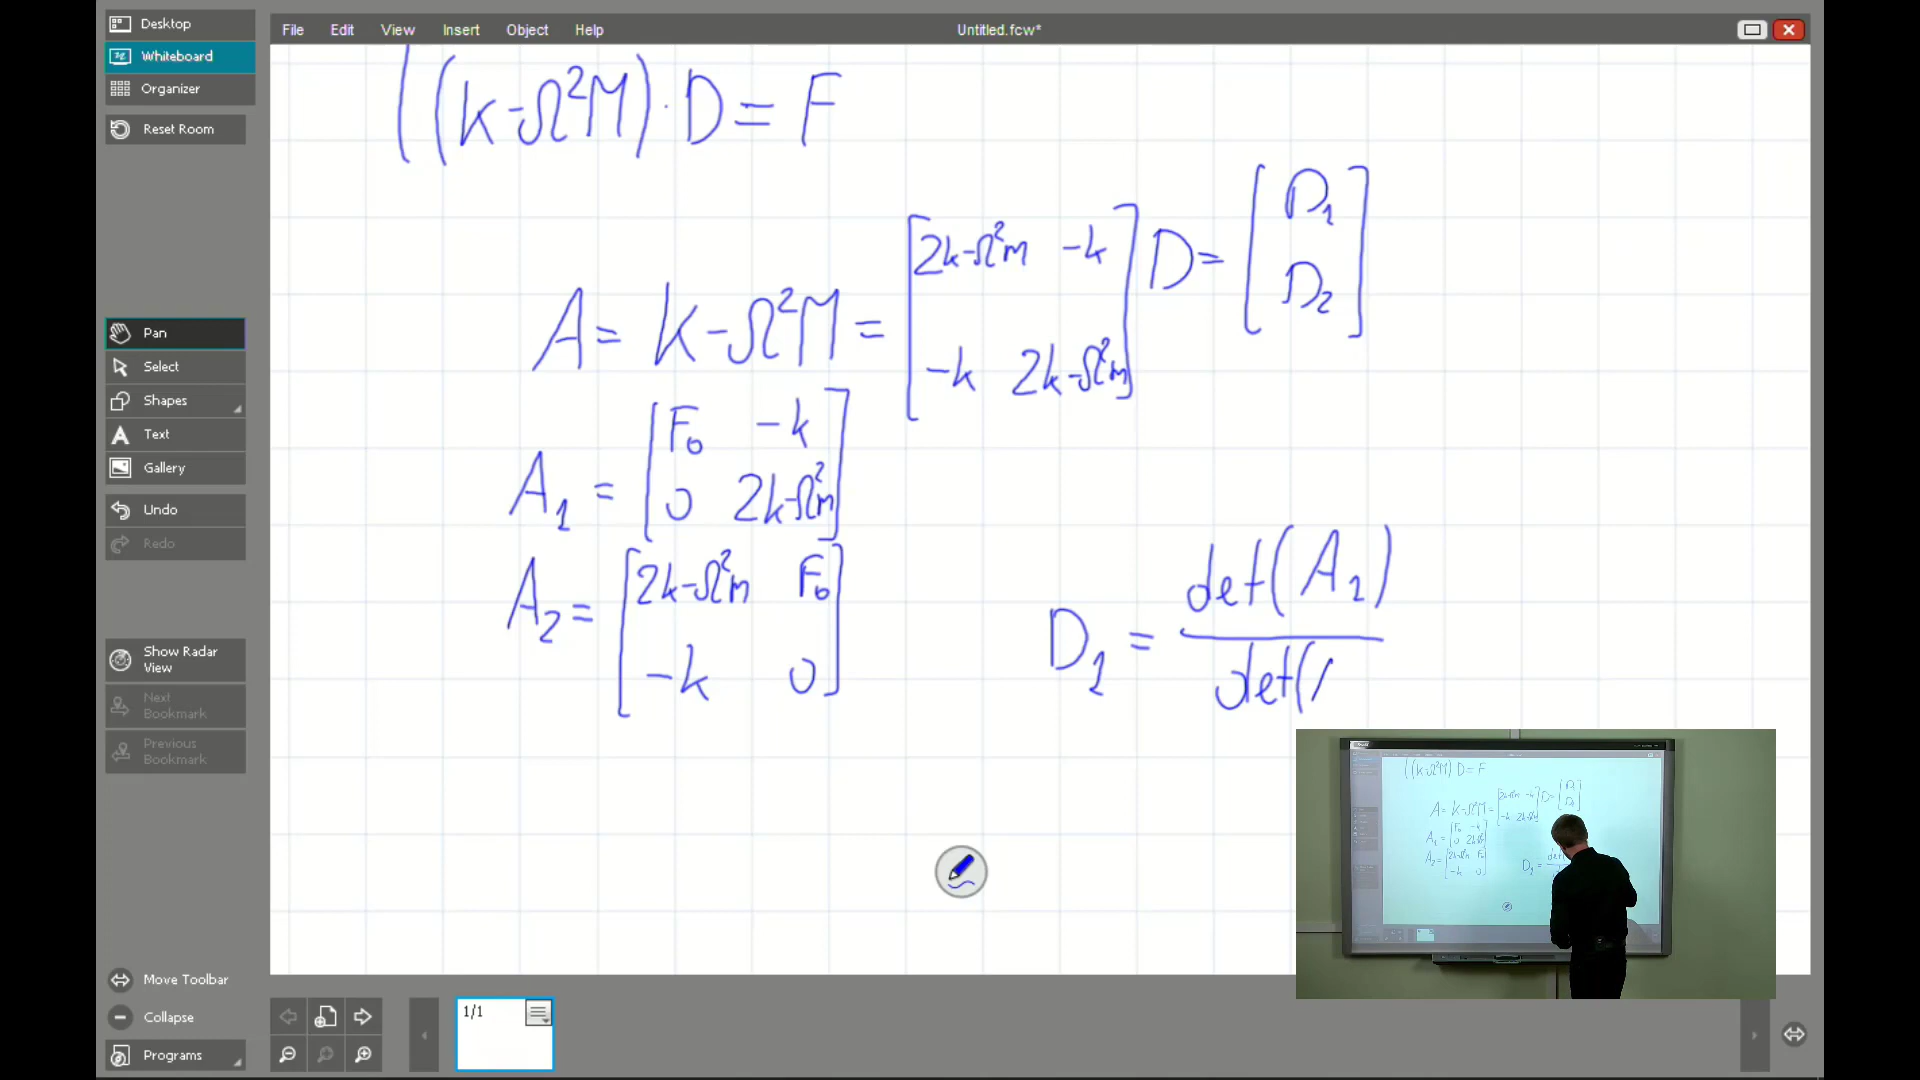 Desktop
Whiteboard
Organizer
Reset Room
Pan
Select
Shapes
Text
Gallery
Undo
Redo
Show Radar
View
Next
Bookmark
Previous
Bookmark
Move Toolbar
Collapse
Programs
File Edit View Insert Object Help
Untitled.fcw*
((k-Ω²M)·D=F
A= K-Ω²M = [2k-Ω²m -k
-k 2k-Ω²m] D= [D₁
D₂]
A₁ = [F₀ -k
0 2k-Ω²m]
A₂ = [2k-Ω²m F₀
-k 0]
D₁ = det(A₁)
det(
1/1